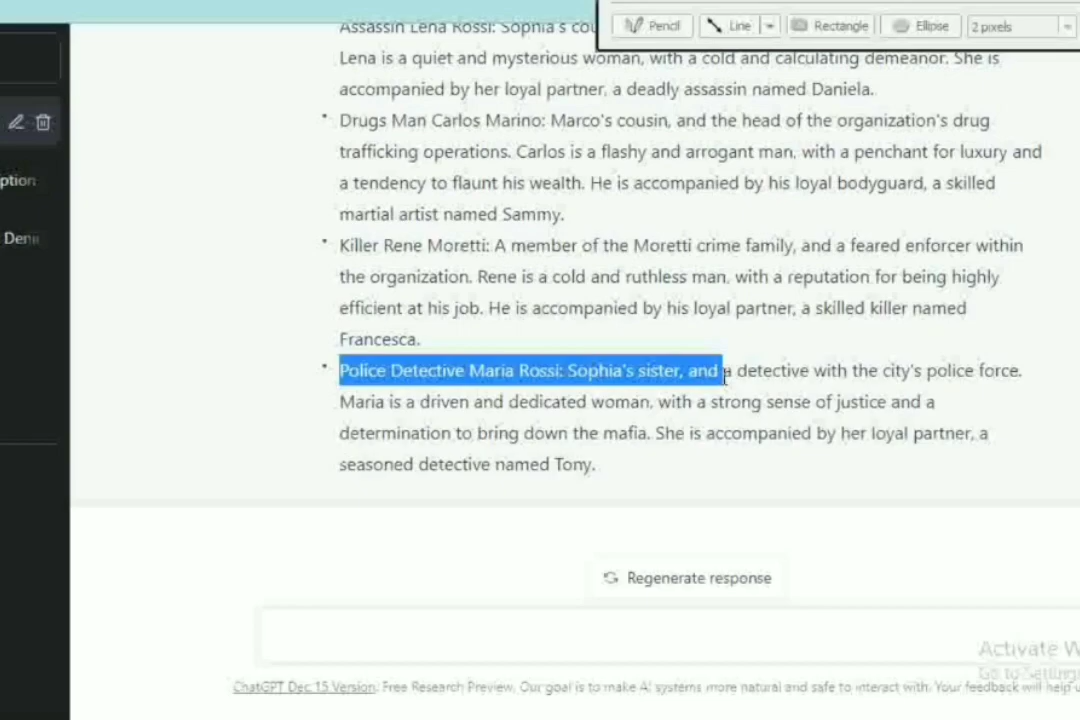 Pencil Line Rectangle Ellipse 2 pixels
Assassin Lena Rossi: Sophia's
Lena is a quiet and mysterious woman, with a cold and calculating demeanor. She is
accompanied by her loyal partner, a deadly assassin named Daniela.
• Drugs Man Carlos Marino: Marco's cousin, and the head of the organization's drug
trafficking operations. Carlos is a flashy and arrogant man, with a penchant for luxury and
a tendency to flaunt his wealth. He is accompanied by his loyal bodyguard, a skilled
martial artist named Sammy.
ption
Dem
• Killer Rene Moretti: A member of the Moretti crime family, and a feared enforcer within
the organization. Rene is a cold and ruthless man, with a reputation for being highly
efficient at his job. He is accompanied by his loyal partner, a skilled killer named
Francesca.
• Police Detective Maria Rossi: Sophia's sister, and a detective with the city's police force.
Maria is a driven and dedicated woman, with a strong sense of justice and a
determination to bring down the mafia. She is accompanied by her loyal partner, a
seasoned detective named Tony.
Regenerate response
Activate W
Go to Setting
ChatGPT Dec 15 Version. Free Research Preview. Our goal is to make AI systems more natural and safe to interact with. Your feedback will help